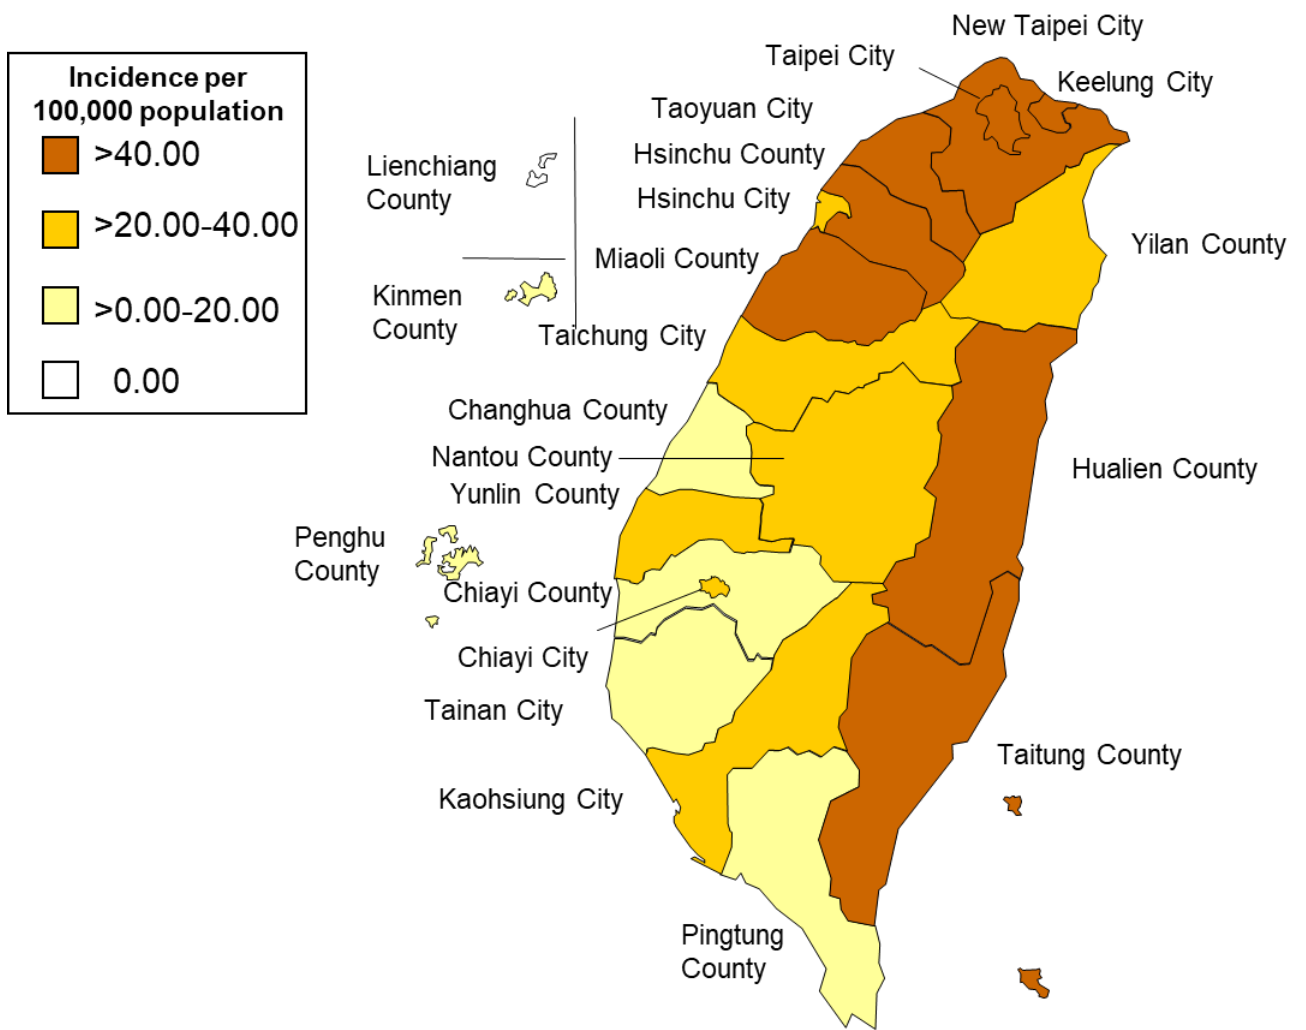 Incidence per
100,000 population
>40.00
>20.00-40.00
>0.00-20.00
0.00
New Taipei City
Taipei City
Keelung City
Taoyuan City
Hsinchu County
Hsinchu City
Lienchiang
County
Yilan County
Miaoli County
Kinmen
County
Taichung City
Changhua County
Nantou County
Hualien County
Yunlin County
Penghu
County
Chiayi County
Chiayi City
Tainan City
Taitung County
Kaohsiung City
Pingtung
County